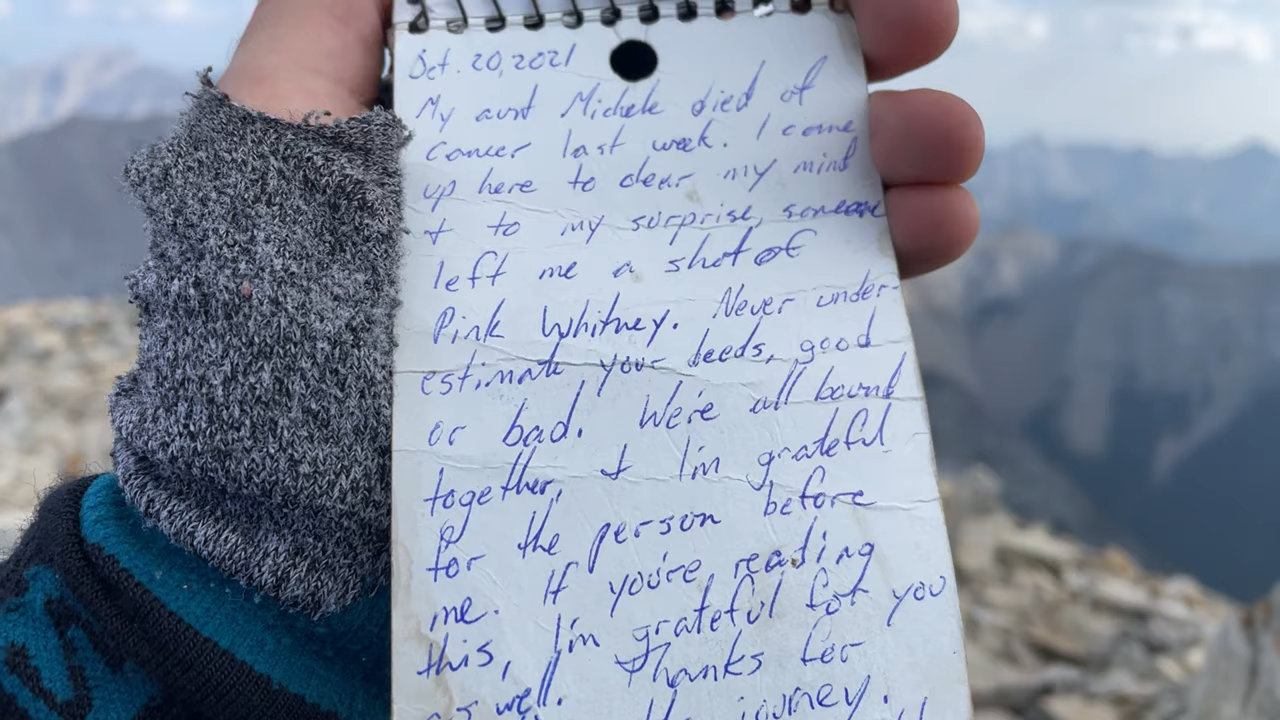 Oct. 20, 2021
My aunt Michele died of
cancer last week. I come
up here to clear my mind
& to my surprise, someone
left me a shot of
Pink Whitney. Never under-
estimate your deeds, good
or bad. We're all bound
together, & I'm grateful
for the person before
me. If you're reading
this, I'm grateful for you
as well. Thanks for
the journey.